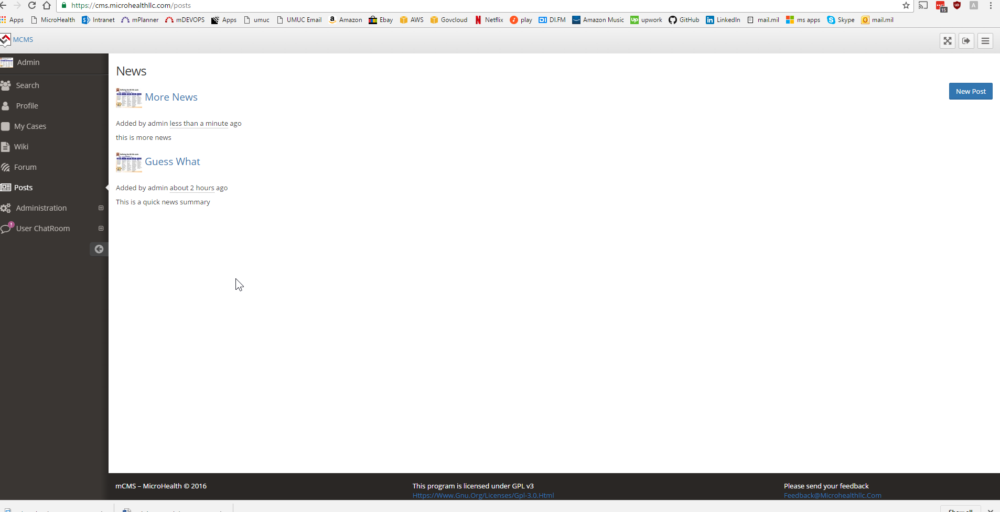 https://cms.microhealthllc.com/posts
15
A
Apps MicroHealth Intranet mPlanner mDEVOPS Apps umuc UMUC Email Amazon Ebay AWS Govcloud Netflix play DI.FM Amazon Music upwork GitHub LinkedIn mail.mil ms apps Skype mail.mil
MCMS
Admin
Search
Profile
My Cases
Wiki
Forum
Posts
Administration
User ChatRoom
News
New Post
More News
Added by admin less than a minute ago
this is more news
Guess What
Added by admin about 2 hours ago
This is a quick news summary
mCMS – MicroHealth © 2016
This program is licensed under GPL v3
Https://Www.Gnu.Org/Licenses/Gpl-3.0.Html
Please send your feedback
Feedback@Microhealthllc.Com
Show all